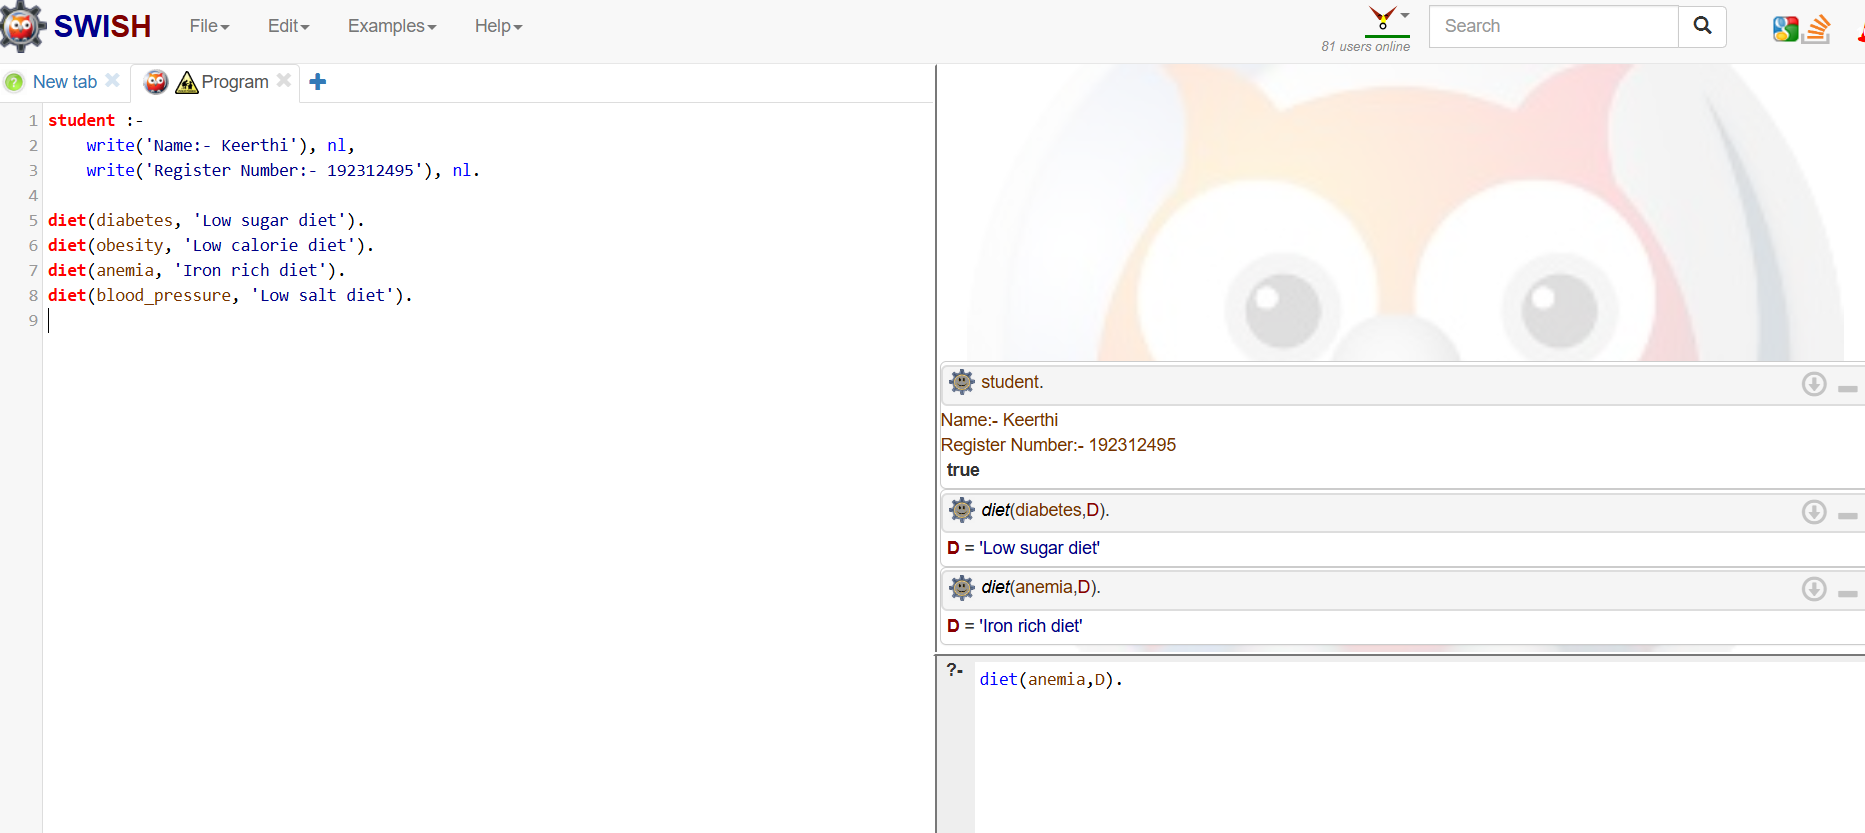 SWISH File Edit Examples Help
81 users online
Search
New tab Program
1 student :-
2 write('Name:- Keerthi'), nl,
3 write('Register Number:- 192312495'), nl.
4
5 diet(diabetes, 'Low sugar diet').
6 diet(obesity, 'Low calorie diet').
7 diet(anemia, 'Iron rich diet').
8 diet(blood_pressure, 'Low salt diet').
9
student.
Name:- Keerthi
Register Number:- 192312495
true
diet(diabetes,D).
D = 'Low sugar diet'
diet(anemia,D).
D = 'Iron rich diet'
?- diet(anemia,D).